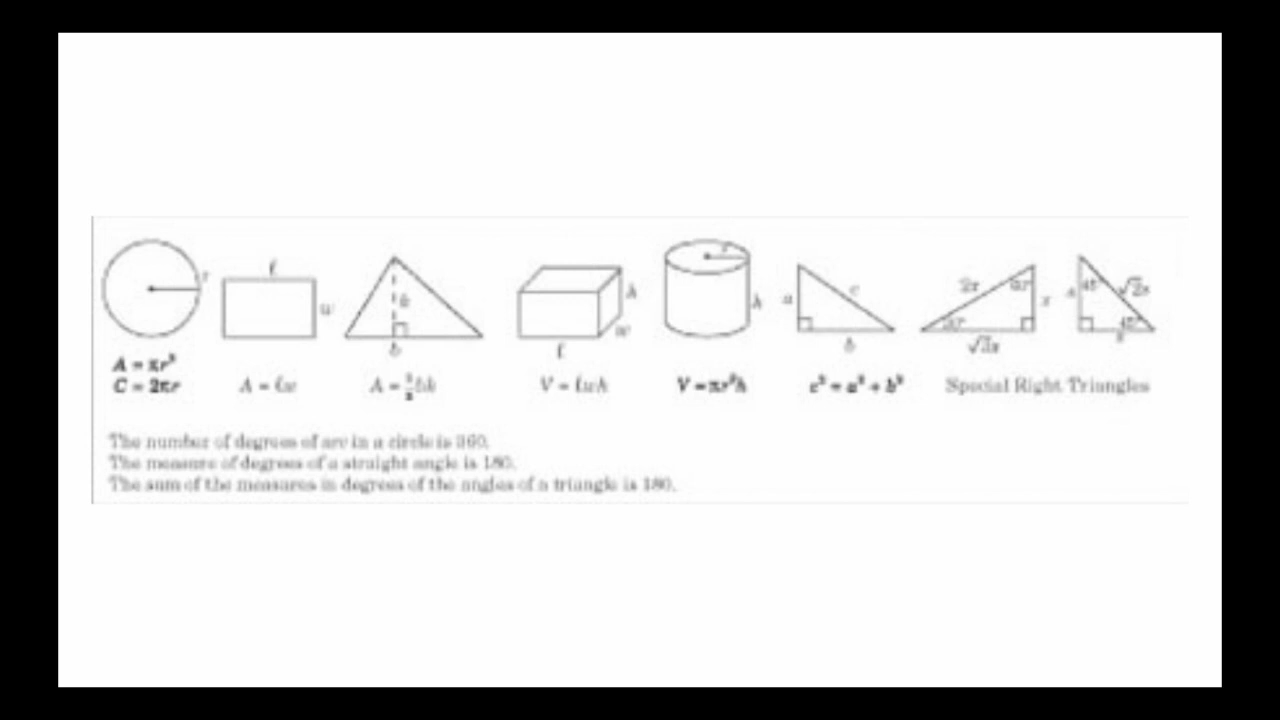 r
ℓ
w
h
b
h
w
ℓ
r
h
a
c
b
2x
60°
x
30°
√3x
s
45°
√2s
45°
s
A = πr²
C = 2πr
A = ℓw
A = ½bh
V = ℓwh
V = πr²h
c² = a² + b²
Special Right Triangles
The number of degrees of arc in a circle is 360.
The measure of degrees of a straight angle is 180.
The sum of the measures in degrees of the angles of a triangle is 180.